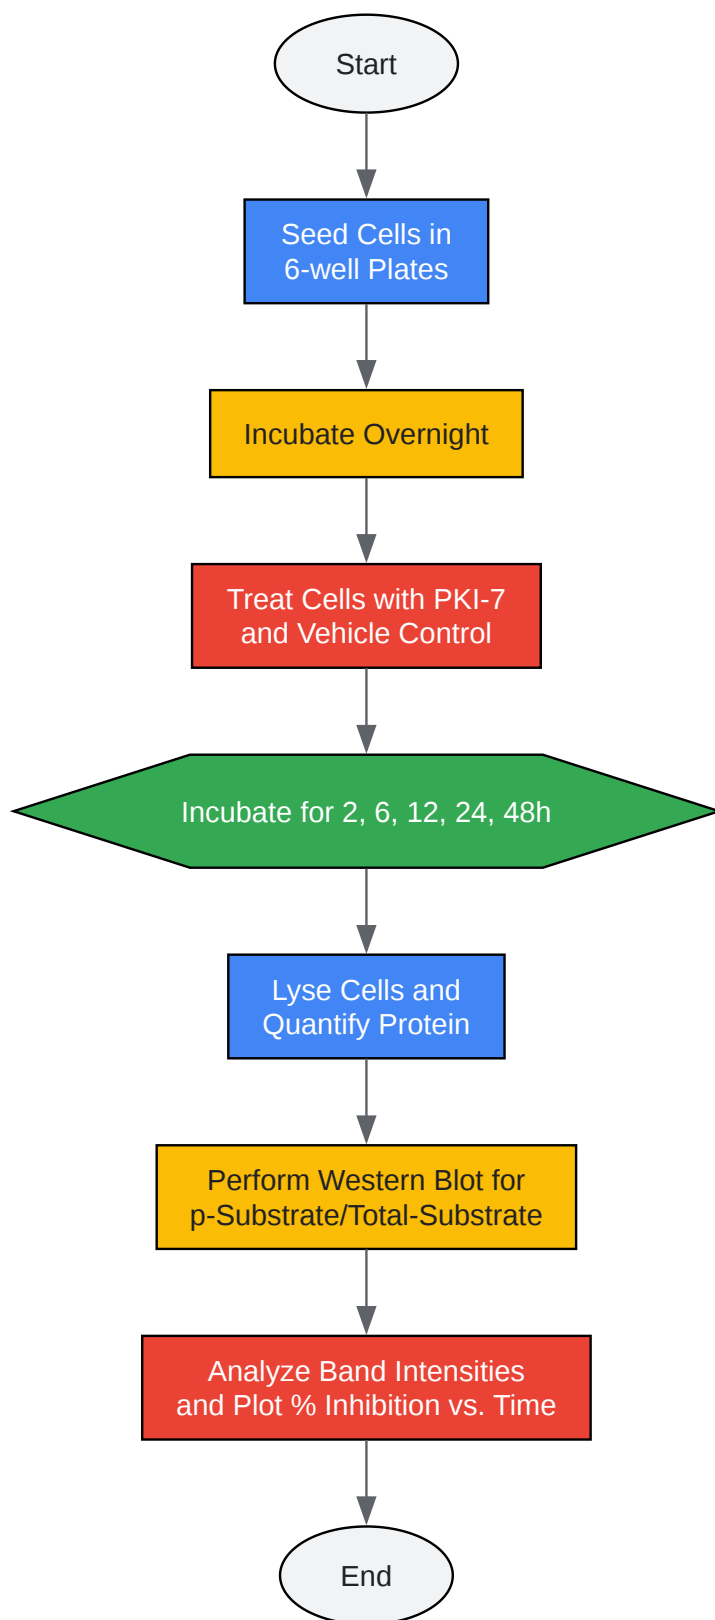 Start
Seed Cells in
6-well Plates
Incubate Overnight
Treat Cells with PKI-7
and Vehicle Control
Incubate for 2, 6, 12, 24, 48h
Lyse Cells and
Quantify Protein
Perform Western Blot for
p-Substrate/Total-Substrate
Analyze Band Intensities
and Plot % Inhibition vs. Time
End